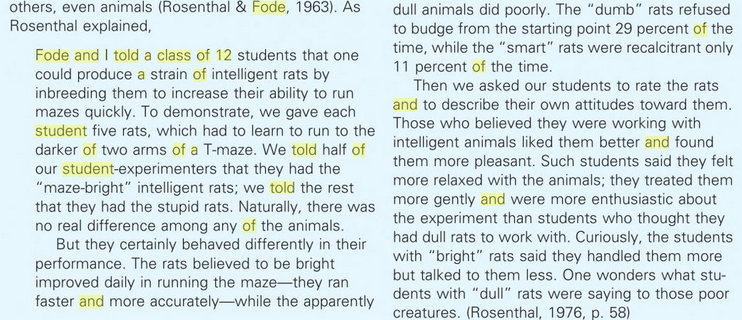 others, even animals (Rosenthal & Fode, 1963). As
Rosenthal explained,
Fode and I told a class of 12 students that one
could produce a strain of intelligent rats by
inbreeding them to increase their ability to run
mazes quickly. To demonstrate, we gave each
student five rats, which had to learn to run to the
darker of two arms of a T-maze. We told half of
our student-experimenters that they had the
“maze-bright” intelligent rats; we told the rest
that they had the stupid rats. Naturally, there was
no real difference among any of the animals.
But they certainly behaved differently in their
performance. The rats believed to be bright
improved daily in running the maze—they ran
faster and more accurately—while the apparently
dull animals did poorly. The “dumb” rats refused
to budge from the starting point 29 percent of the
time, while the “smart” rats were recalcitrant only
11 percent of the time.
Then we asked our students to rate the rats
and to describe their own attitudes toward them.
Those who believed they were working with
intelligent animals liked them better and found
them more pleasant. Such students said they felt
more relaxed with the animals; they treated them
more gently and were more enthusiastic about
the experiment than students who thought they
had dull rats to work with. Curiously, the students
with “bright” rats said they handled them more
but talked to them less. One wonders what stu-
dents with “dull” rats were saying to those poor
creatures. (Rosenthal, 1976, p. 58)